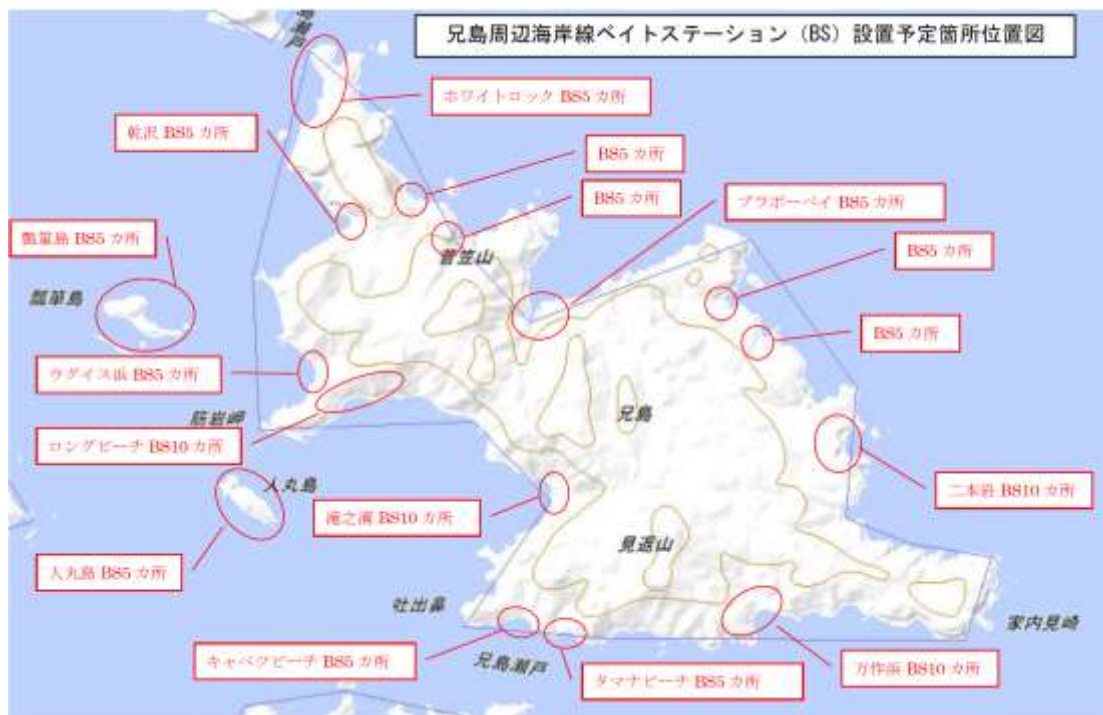 兄島周辺海岸線ベイトステーション（BS）設置予定箇所位置図
島瀬戸
ホワイトロック BS5 カ所
乾沢 BS5 カ所
BS5 カ所
BS5 カ所
ブラボーベイ BS5 カ所
瓢箪島 BS5 カ所
BS5 カ所
瓢箪島
BS5 カ所
ウグイス浜 BS5 カ所
筋岩岬
兄島
ロングビーチ BS10 カ所
人丸島
二本岩 BS10 カ所
滝之浦 BS10 カ所
見返山
人丸島 BS5 カ所
吐出鼻
家内見崎
キャベツビーチ BS5 カ所
兄島瀬戸
タマナビーチ BS5 カ所
万作浜 BS10 カ所